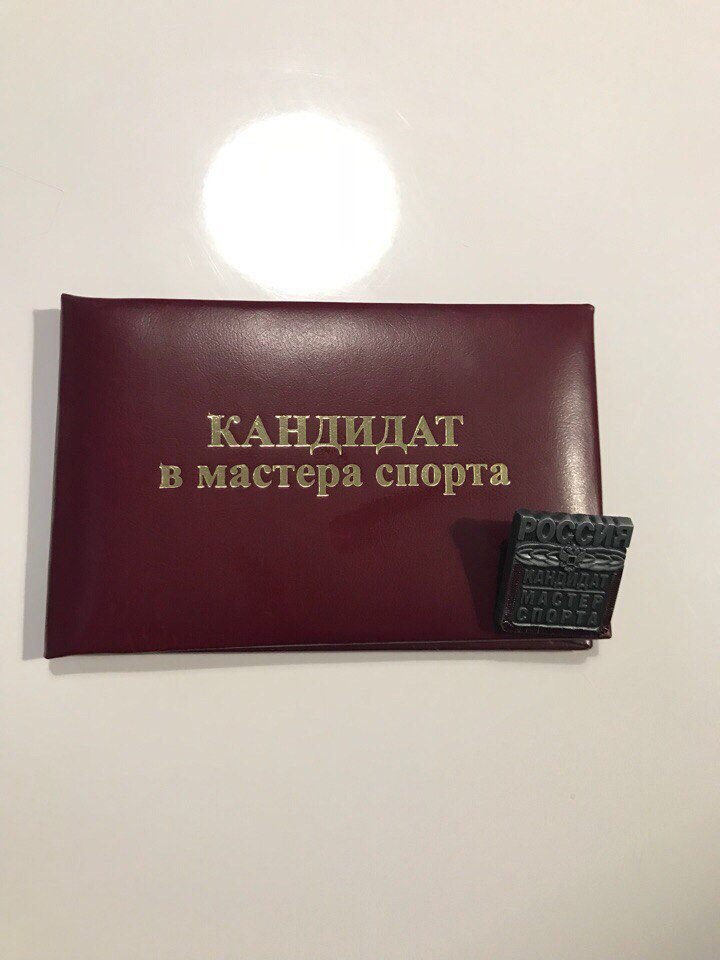 КАНДИДАТ
в мастера спорта
РОССИЯ
КАНДИДАТ
МАСТЕР
СПОРТА